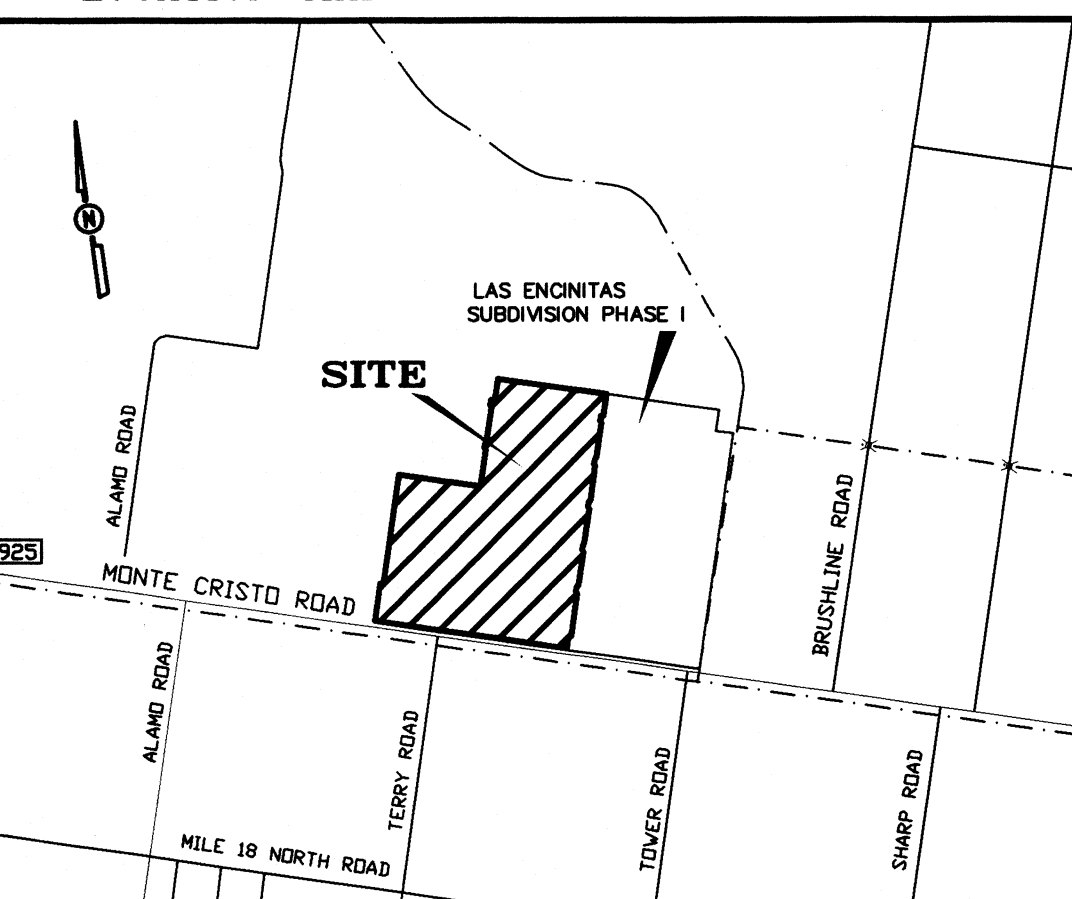 N
LAS ENCINITAS
SUBDIVISION PHASE I
SITE
ALAMO ROAD
925
MONTE CRISTO ROAD
BRUSHLINE ROAD
ALAMO ROAD
TERRY ROAD
TOWER ROAD
SHARP ROAD
MILE 18 NORTH ROAD